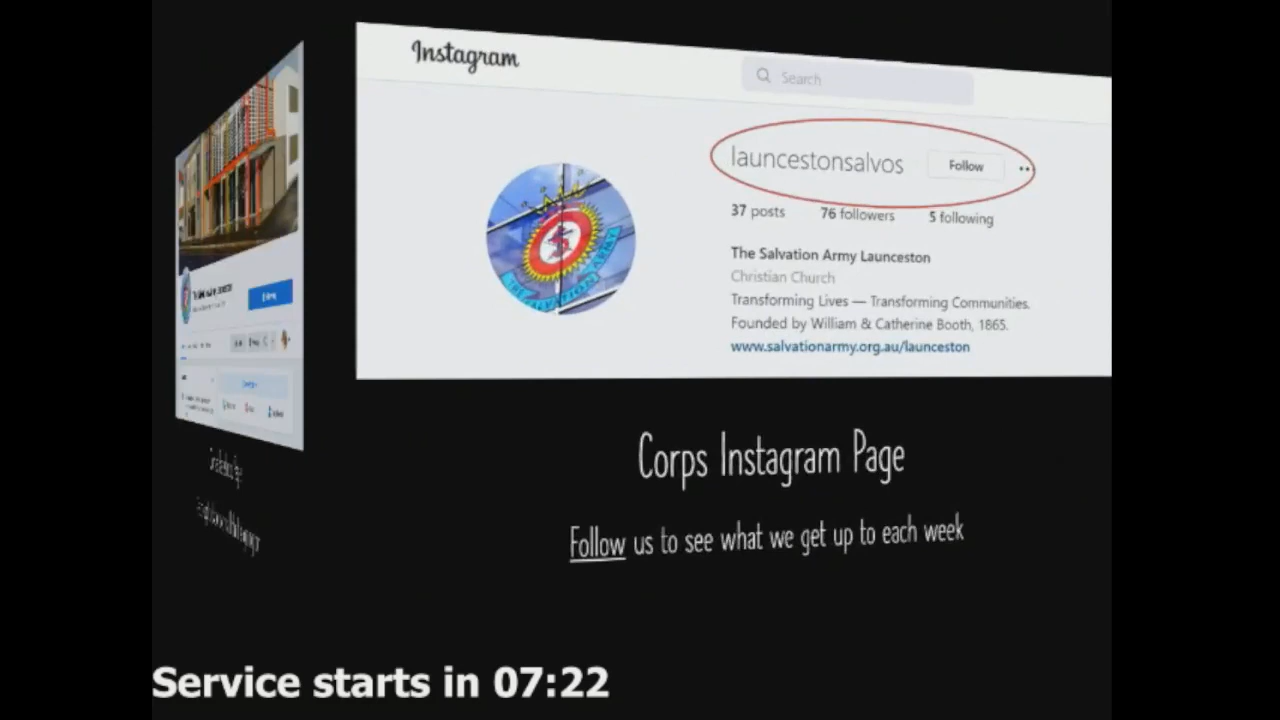 Instagram
Search
launcestonsalvos Follow
37 posts 76 followers 5 following
The Salvation Army Launceston
Christian Church
Transforming Lives — Transforming Communities.
Founded by William & Catherine Booth, 1865.
www.salvationarmy.org.au/launceston
Corps Instagram Page
Follow us to see what we get up to each week
Service starts in 07:22